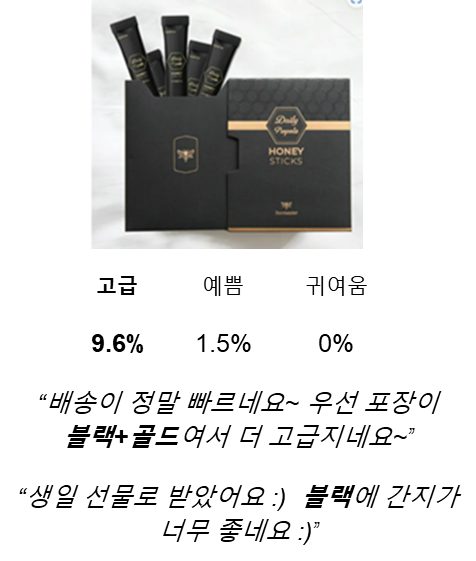 Daily
Propolis
HONEY
STICKS
고급 예쁨 귀여움
9.6% 1.5% 0%
“배송이 정말 빠르네요~ 우선 포장이
블랙+골드여서 더 고급지네요~”
“생일 선물로 받았어요 :) 블랙에 간지가
너무 좋네요 :)”